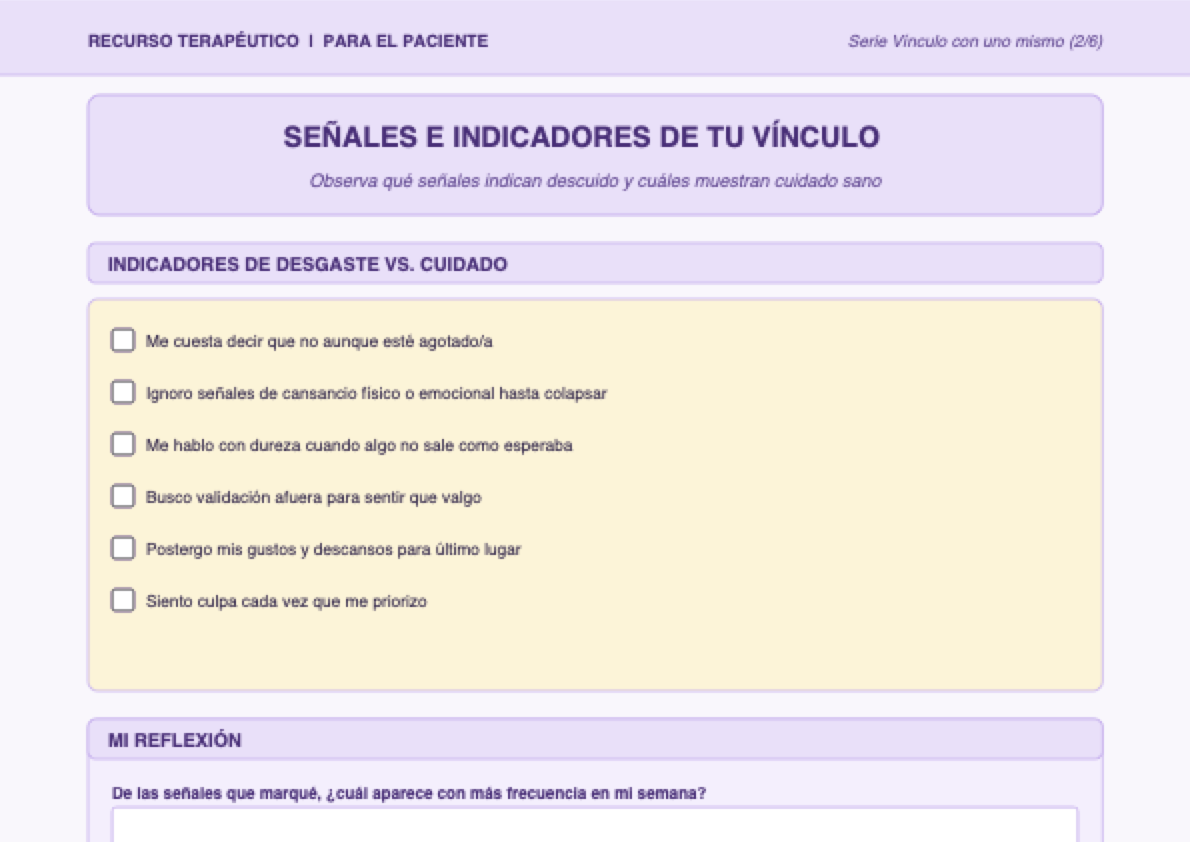 RECURSO TERAPÉUTICO | PARA EL PACIENTE
Serie Vínculo con uno mismo (2/6)
SEÑALES E INDICADORES DE TU VÍNCULO
Observa qué señales indican descuido y cuáles muestran cuidado sano
INDICADORES DE DESGASTE VS. CUIDADO
Me cuesta decir que no aunque esté agotado/a
Ignoro señales de cansancio físico o emocional hasta colapsar
Me hablo con dureza cuando algo no sale como esperaba
Busco validación afuera para sentir que valgo
Postergo mis gustos y descansos para último lugar
Siento culpa cada vez que me priorizo
MI REFLEXIÓN
De las señales que marqué, ¿cuál aparece con más frecuencia en mi semana?